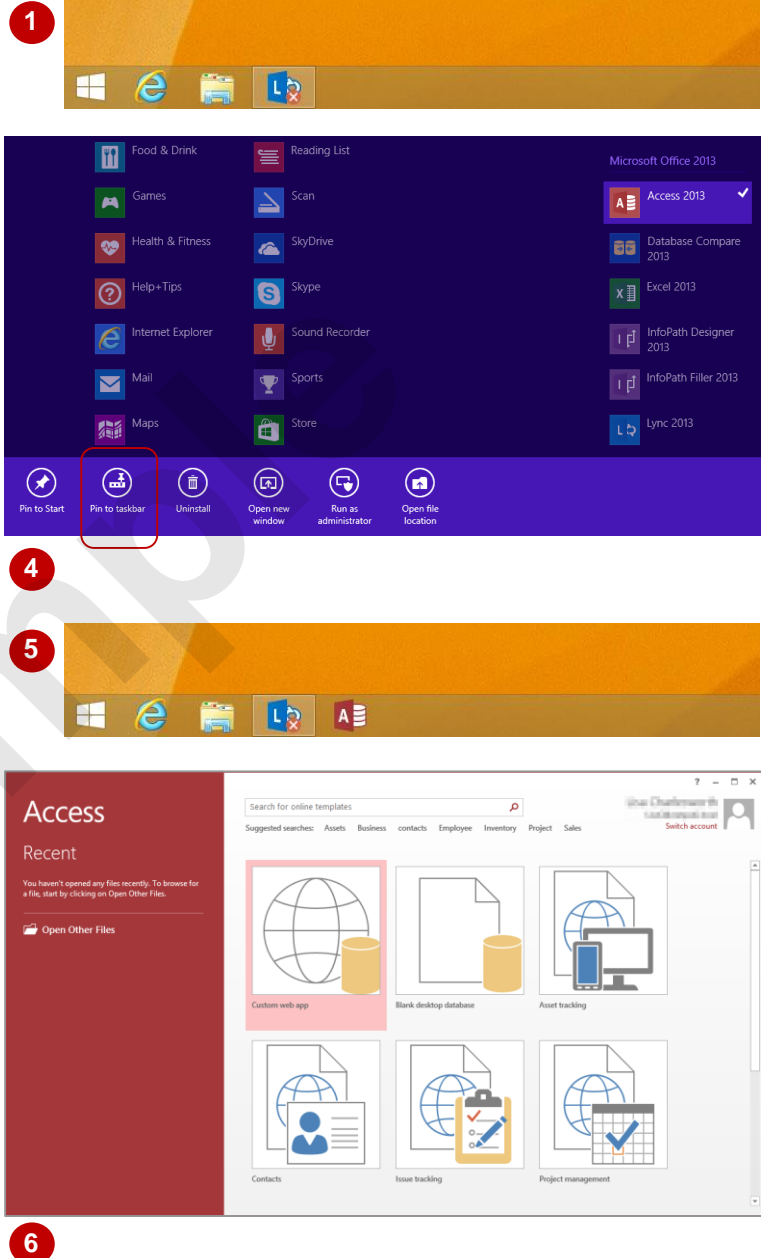 1
Food & Drink
Reading List
Microsoft Office 2013
Games
Scan
Access 2013
Health & Fitness
SkyDrive
Database Compare
2013
Help+Tips
Skype
Excel 2013
Internet Explorer
Sound Recorder
InfoPath Designer
2013
Mail
Sports
InfoPath Filler 2013
Maps
Store
Lync 2013
Pin to Start
Pin to taskbar
Uninstall
Open new
window
Run as
administrator
Open file
location
4
5
Access
Recent
You haven't opened any files recently. To browse for
a file, start by clicking on Open Other Files.
Open Other Files
Search for online templates
Suggested searches: Assets Business contacts Employee Inventory Project Sales
Switch account
Custom web app
Blank desktop database
Asset tracking
Contacts
Issue tracking
Project management
6